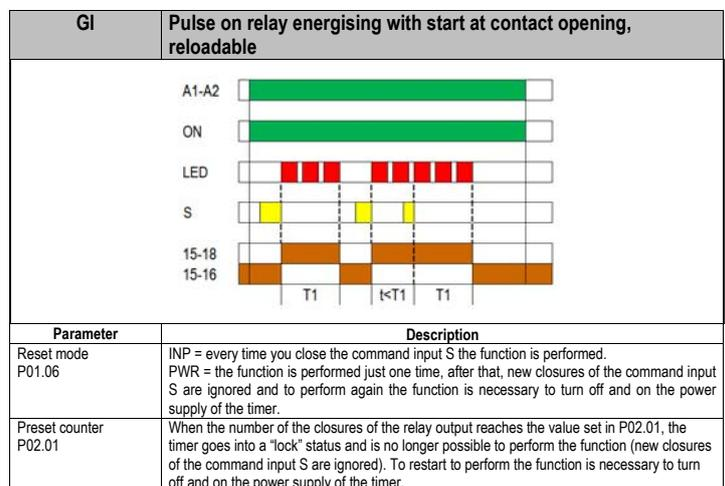 GI
Pulse on relay energising with start at contact opening,
reloadable
A1-A2
ON
LED
S
15-18
15-16
T1
t<T1
T1
Parameter
Description
Reset mode
P01.06
INP = every time you close the command input S the function is performed.
PWR = the function is performed just one time, after that, new closures of the command input
S are ignored and to perform again the function is necessary to turn off and on the power
supply of the timer.
Preset counter
P02.01
When the number of the closures of the relay output reaches the value set in P02.01, the
timer goes into a "lock" status and is no longer possible to perform the function (new closures
of the command input S are ignored). To restart to perform the function is necessary to turn
off and on the power supply of the timer.